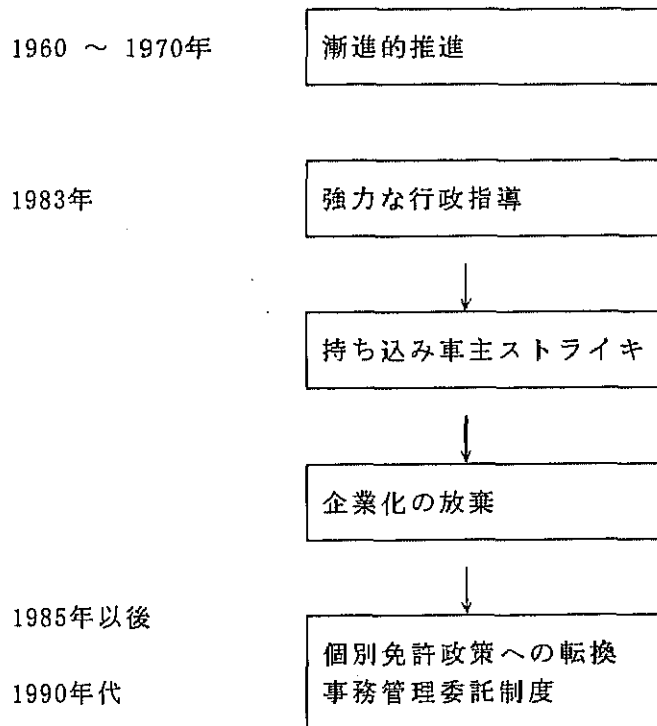 1960 ～ 1970年 漸進的推進
1983年 強力な行政指導
持ち込み車主ストライキ
企業化の放棄
1985年以後
個別免許政策への転換
1990年代 事務管理委託制度